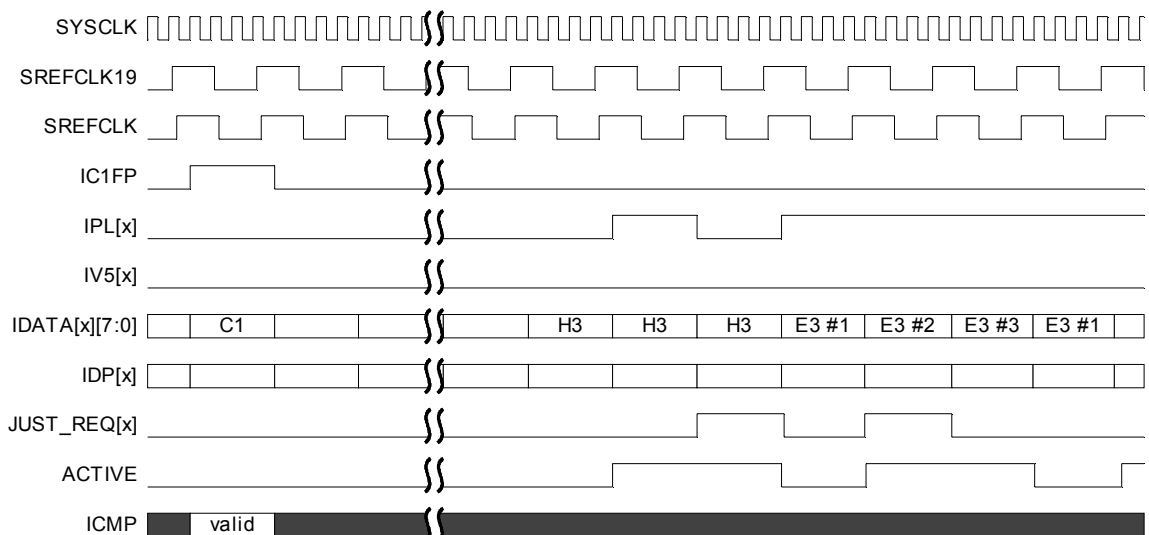 SYSCLK
SREFCLK19
SREFCLK
IC1FP
IPL[x]
IV5[x]
IDATA[x][7:0] C1 H3 H3 H3 E3 #1 E3 #2 E3 #3 E3 #1
IDP[x]
JUST_REQ[x]
ACTIVE
ICMP valid